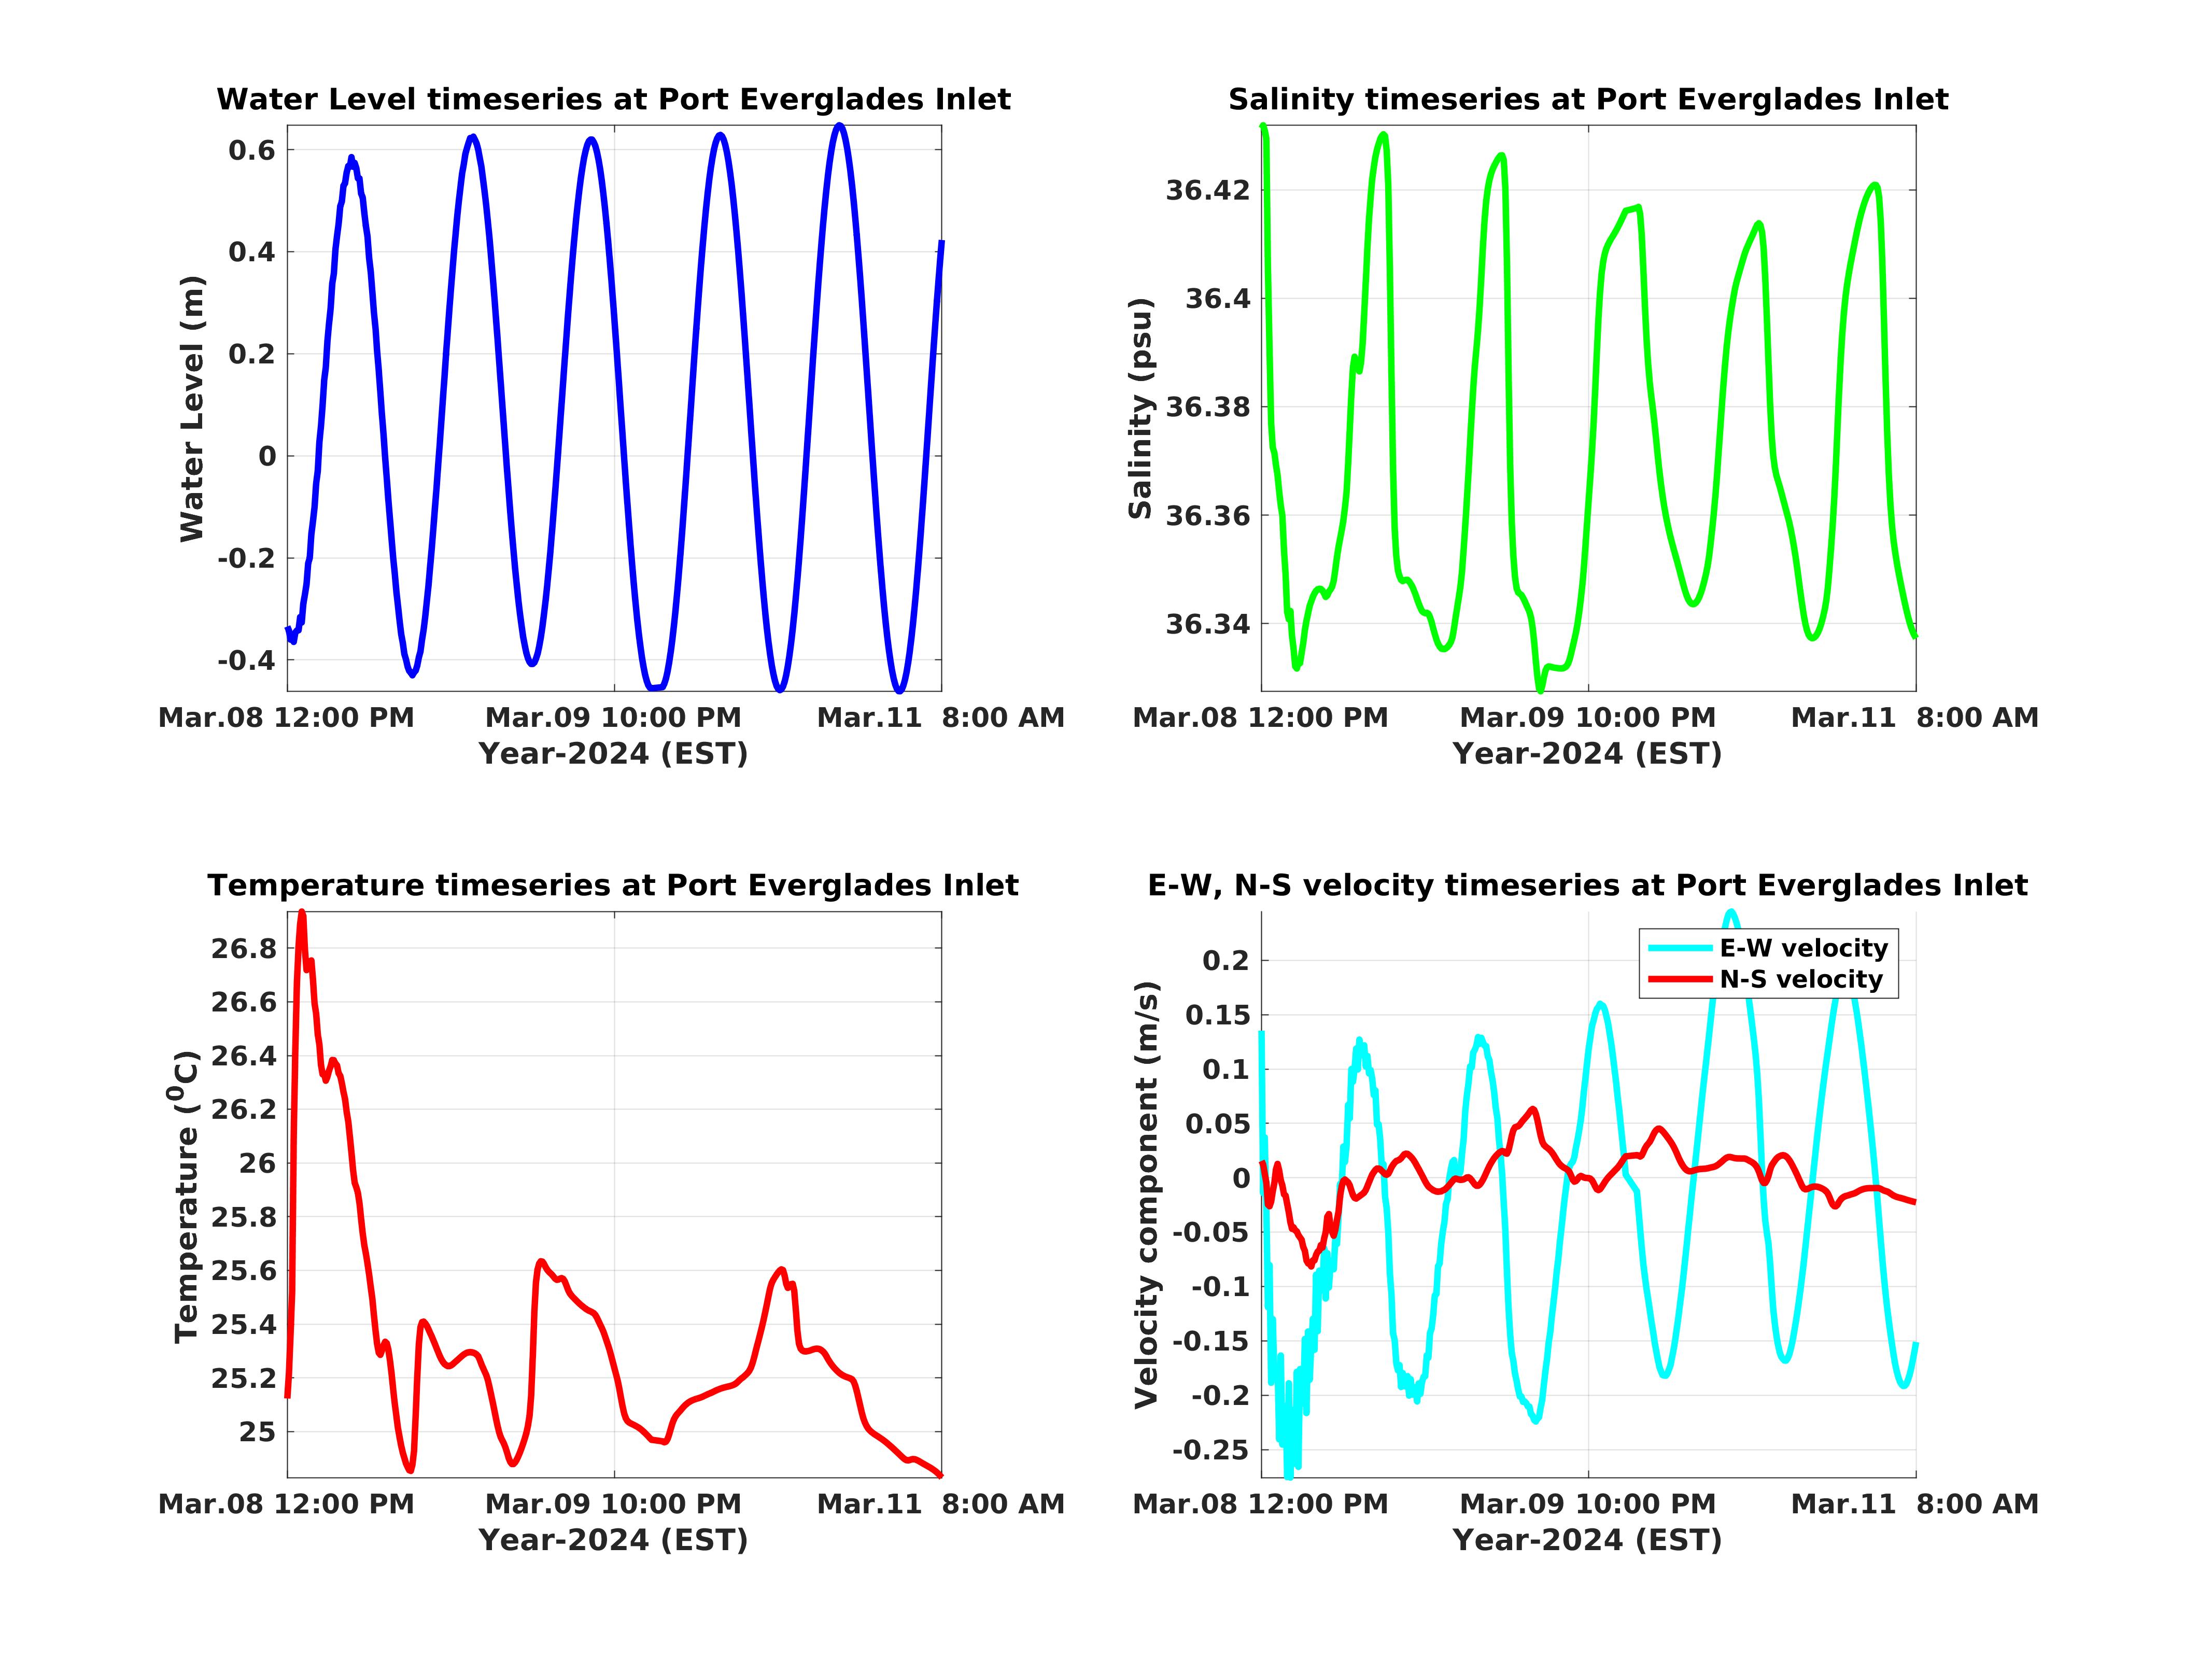 Water Level timeseries at Port Everglades Inlet
0.6
0.4
0.2
0
-0.2
-0.4
Water Level (m)
Mar.08 12:00 PM
Mar.09 10:00 PM
Mar.11 8:00 AM
Year-2024 (EST)
Salinity timeseries at Port Everglades Inlet
36.42
36.4
36.38
36.36
36.34
Salinity (psu)
Mar.08 12:00 PM
Mar.09 10:00 PM
Mar.11 8:00 AM
Year-2024 (EST)
Temperature timeseries at Port Everglades Inlet
26.8
26.6
26.4
26.2
26
25.8
25.6
25.4
25.2
25
Temperature (⁰C)
Mar.08 12:00 PM
Mar.09 10:00 PM
Mar.11 8:00 AM
Year-2024 (EST)
E-W, N-S velocity timeseries at Port Everglades Inlet
0.2
0.15
0.1
0.05
0
-0.05
-0.1
-0.15
-0.2
-0.25
Velocity component (m/s)
E-W velocity
N-S velocity
Mar.08 12:00 PM
Mar.09 10:00 PM
Mar.11 8:00 AM
Year-2024 (EST)